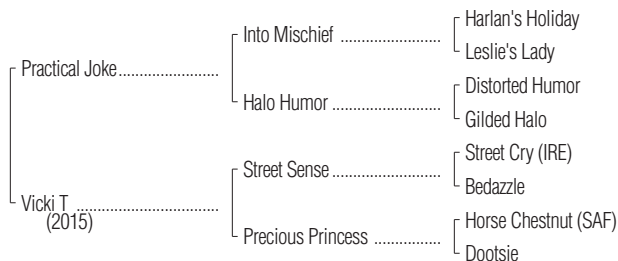 Harlan's Holiday
Into Mischief ....................
Leslie's Lady
Practical Joke....................
Distorted Humor
Halo Humor ......................
Gilded Halo
Street Cry (IRE)
Street Sense ......................
Bedazzle
Vicki T .............................
(2015)
Horse Chestnut (SAF)
Precious Princess .............
Dootsie